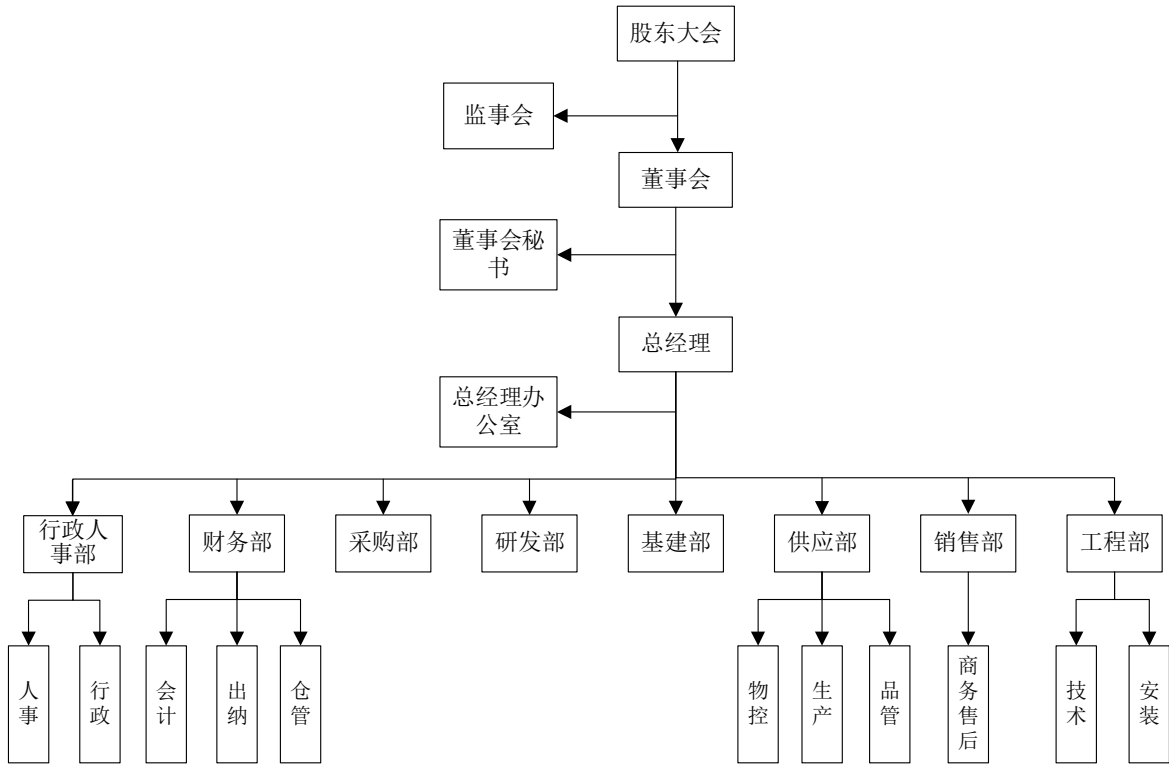 股东大会
监事会
董事会
董事会秘
书
总经理
总经理办
公室
行政人
事部
财务部
采购部
研发部
基建部
供应部
销售部
工程部
人事
行政
会计
出纳
仓管
物控
生产
品管
商务售后
技术
安装